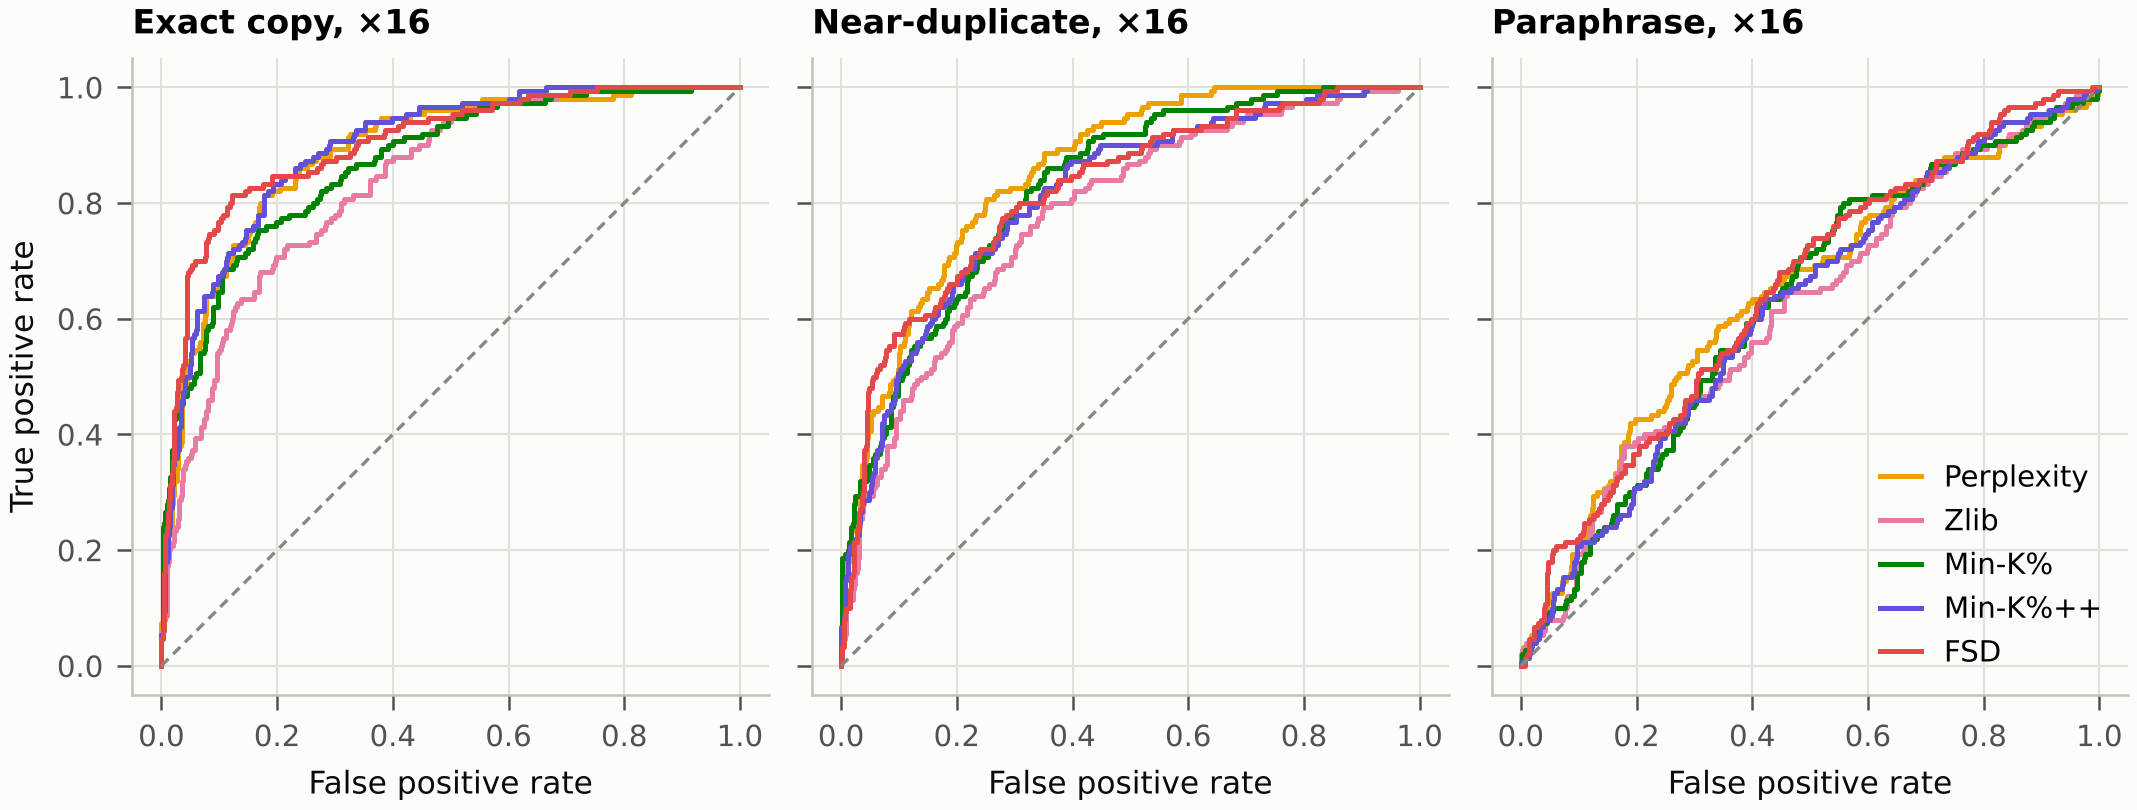 Exact copy, ×16
Near-duplicate, ×16
Paraphrase, ×16
True positive rate
1.0
0.8
0.6
0.4
0.2
0.0
0.0 0.2 0.4 0.6 0.8 1.0
0.0 0.2 0.4 0.6 0.8 1.0
0.0 0.2 0.4 0.6 0.8 1.0
False positive rate
False positive rate
False positive rate
Perplexity
Zlib
Min-K%
Min-K%++
FSD